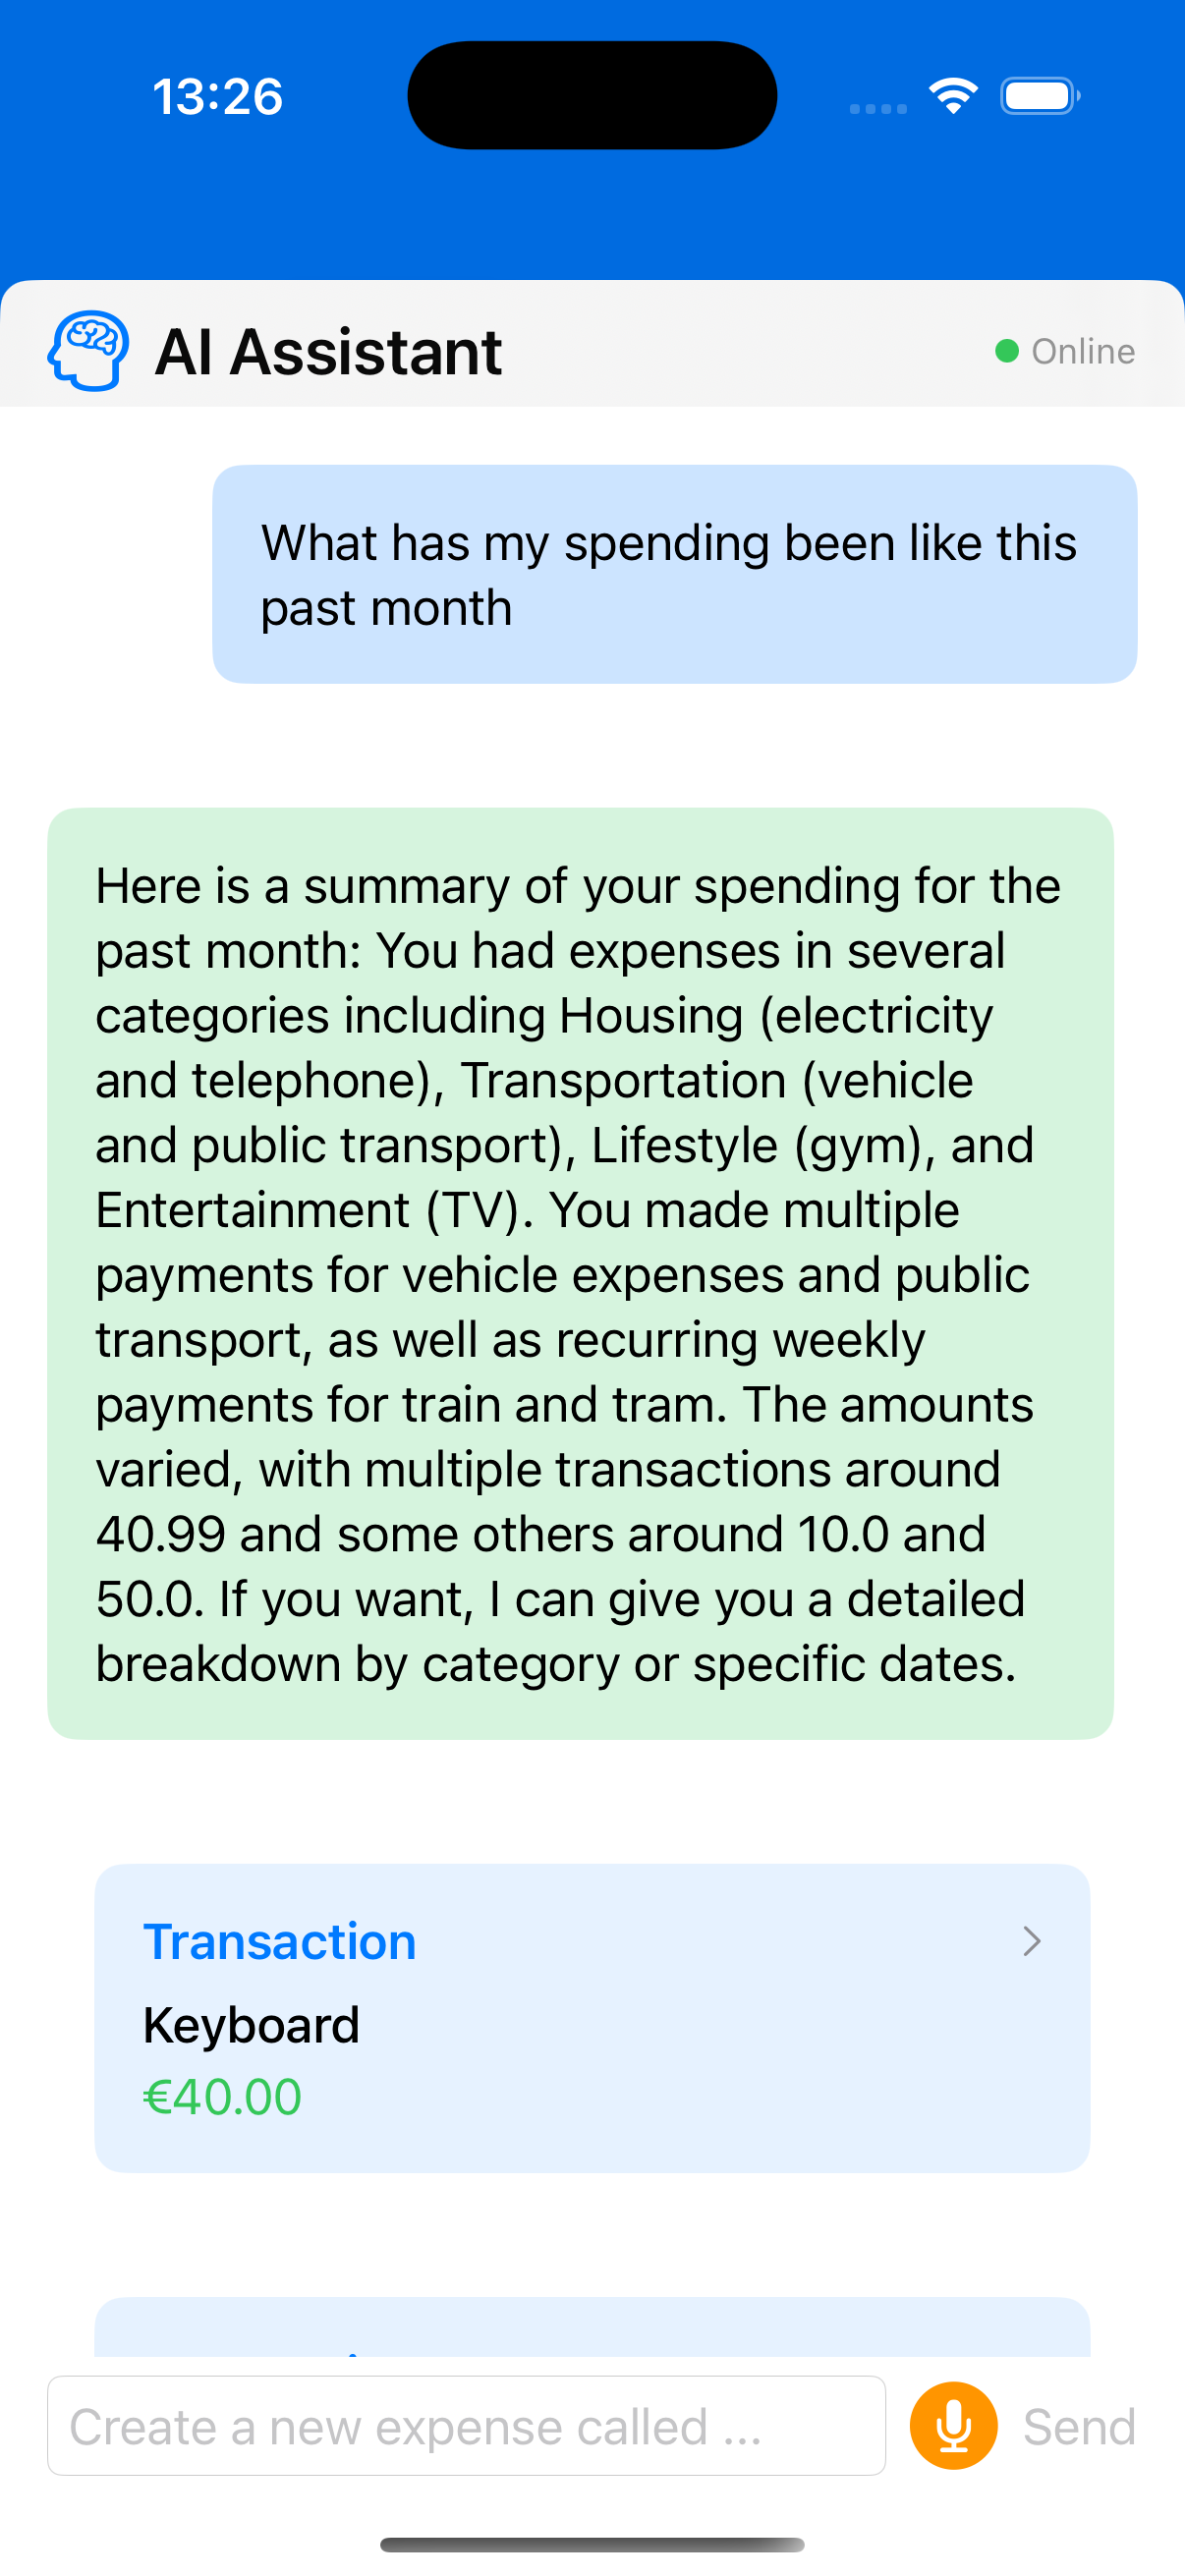 13:26
AI Assistant
Online
What has my spending been like this
past month
Here is a summary of your spending for the
past month: You had expenses in several
categories including Housing (electricity
and telephone), Transportation (vehicle
and public transport), Lifestyle (gym), and
Entertainment (TV). You made multiple
payments for vehicle expenses and public
transport, as well as recurring weekly
payments for train and tram. The amounts
varied, with multiple transactions around
40.99 and some others around 10.0 and
50.0. If you want, I can give you a detailed
breakdown by category or specific dates.
Transaction
Keyboard
€40.00
Create a new expense called ...
Send